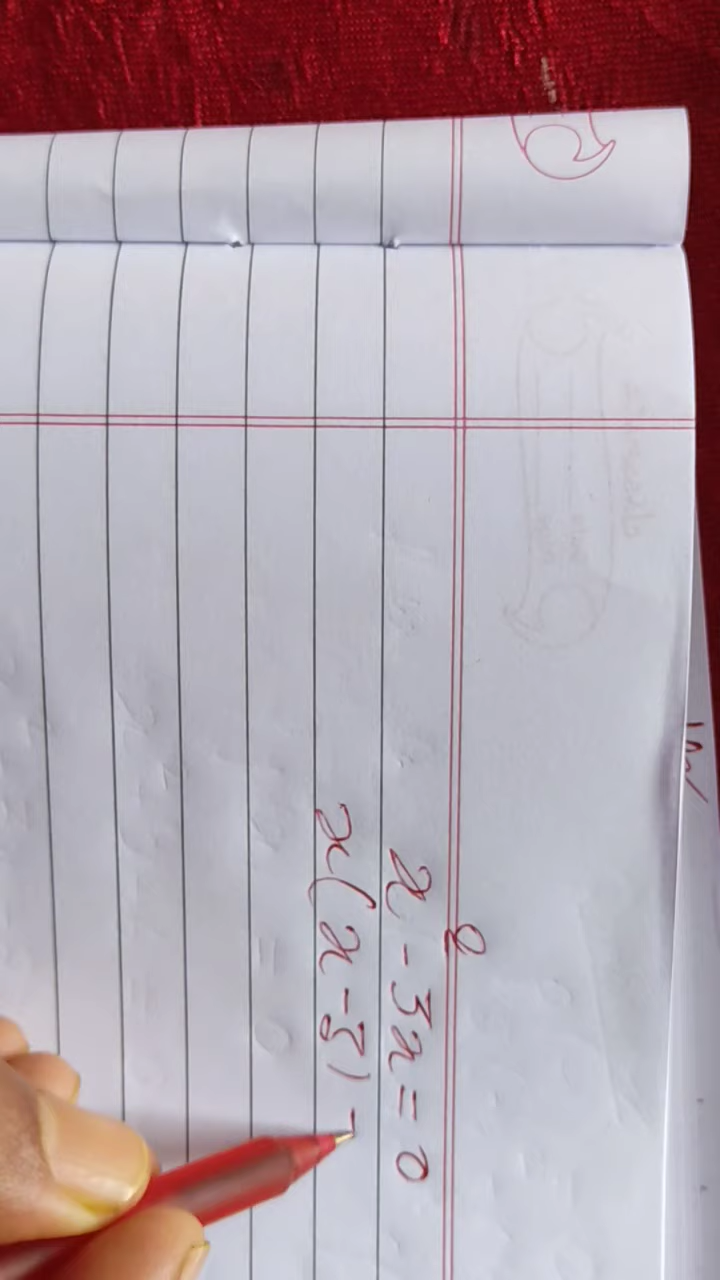 x² - 3x = 0
x(x - 3) -